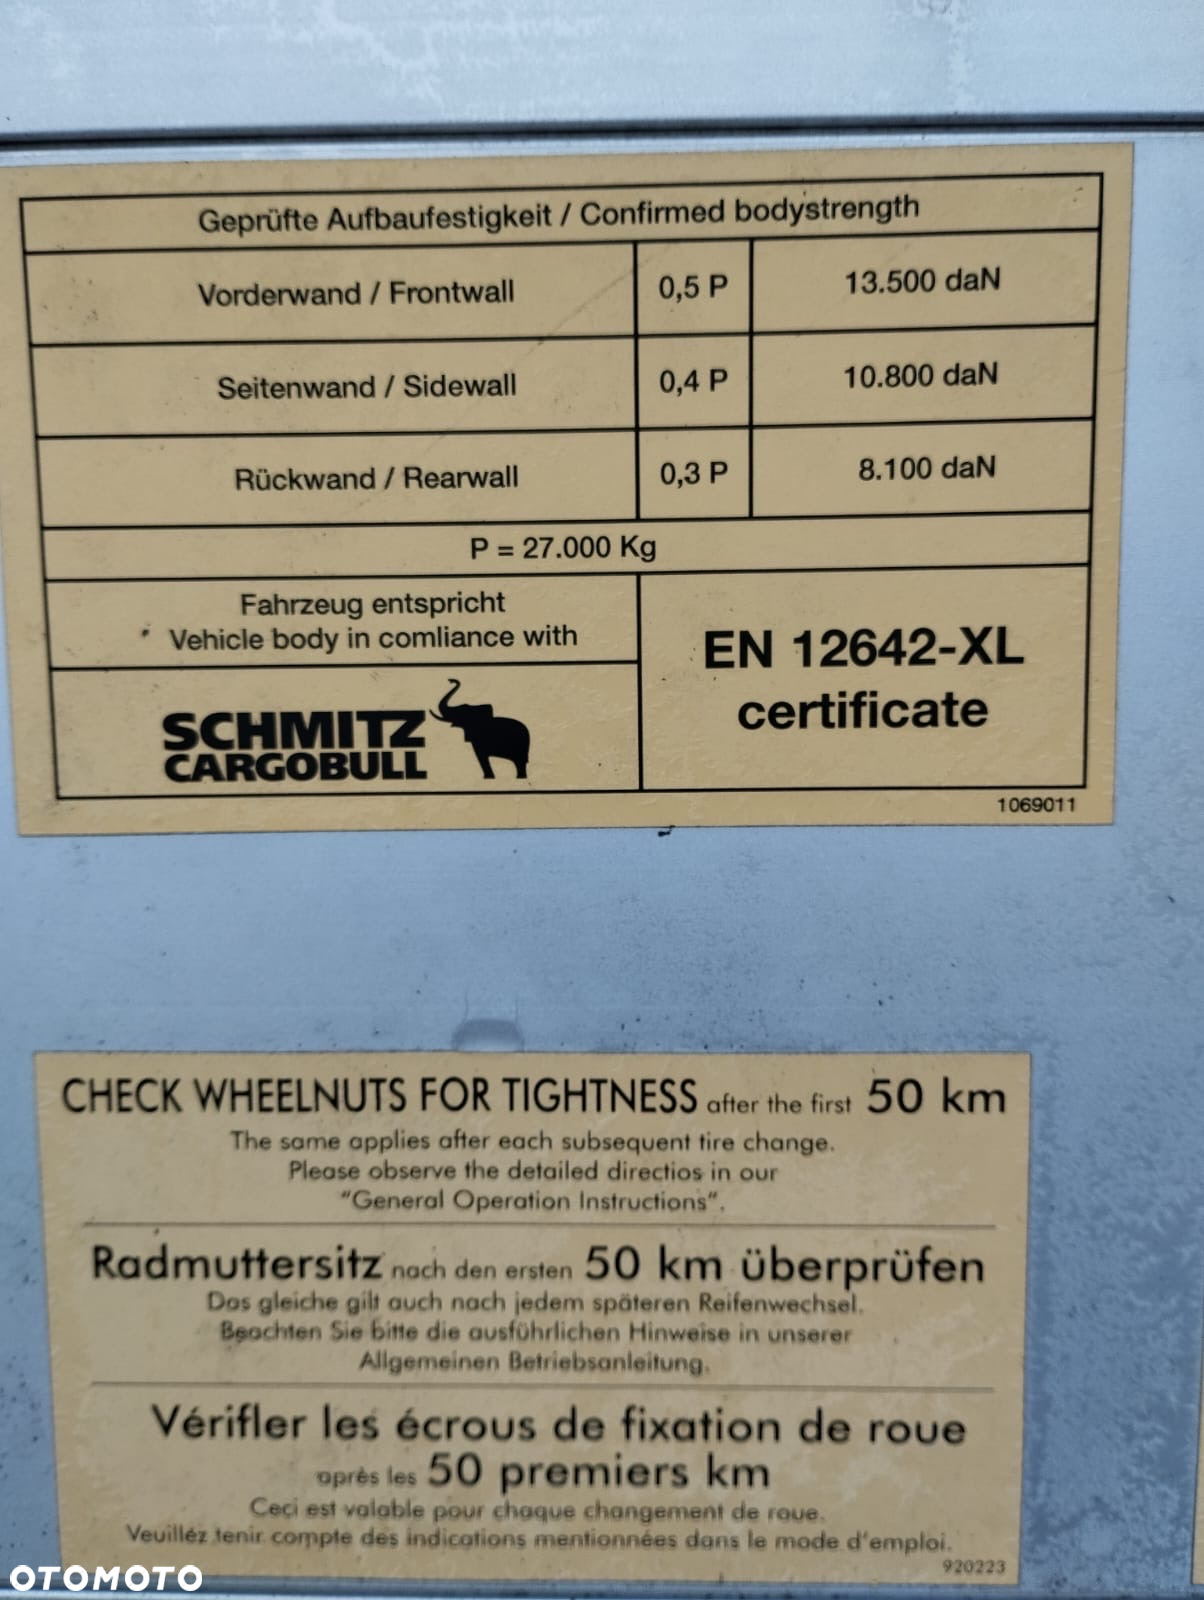 Geprüfte Aufbaufestigkeit / Confirmed bodystrength
Vorderwand / Frontwall 0,5 P 13.500 daN
Seitenwand / Sidewall 0,4 P 10.800 daN
Rückwand / Rearwall 0,3 P 8.100 daN
P = 27.000 Kg
Fahrzeug entspricht
Vehicle body in comliance with
EN 12642-XL
certificate
SCHMITZ
CARGOBULL
1069011
CHECK WHEELNUTS FOR TIGHTNESS after the first 50 km
The same applies after each subsequent tire change.
Please observe the detailed directios in our
"General Operation Instructions".
Radmuttersitz nach den ersten 50 km überprüfen
Das gleiche gilt auch nach jedem späteren Reifenwechsel.
Beachten Sie bitte die ausführlichen Hinweise in unserer
Allgemeinen Betriebsanleitung.
Vérifler les écrous de fixation de roue
après les 50 premiers km
Ceci est valable pour chaque changement de roue.
Veuilléz tenir compte des indications mentionnées dans le mode d'emploi.
920223
OTOMOTO